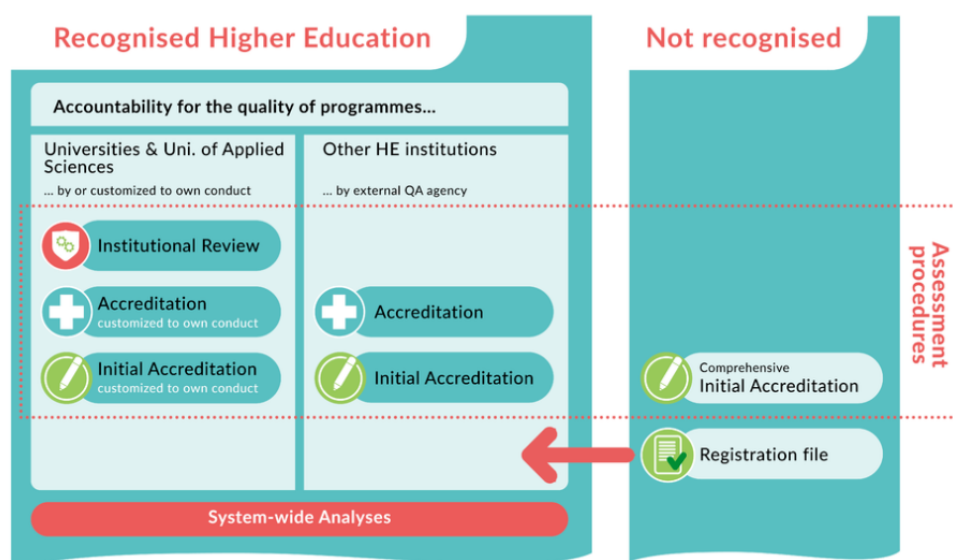 Recognised Higher Education
Not recognised
Accountability for the quality of programmes...
Universities & Uni. of Applied
Sciences
... by or customized to own conduct
Other HE institutions
... by external QA agency
Institutional Review
Accreditation
customized to own conduct
Accreditation
Initial Accreditation
customized to own conduct
Initial Accreditation
Comprehensive
Initial Accreditation
Assessment
procedures
Registration file
System-wide Analyses